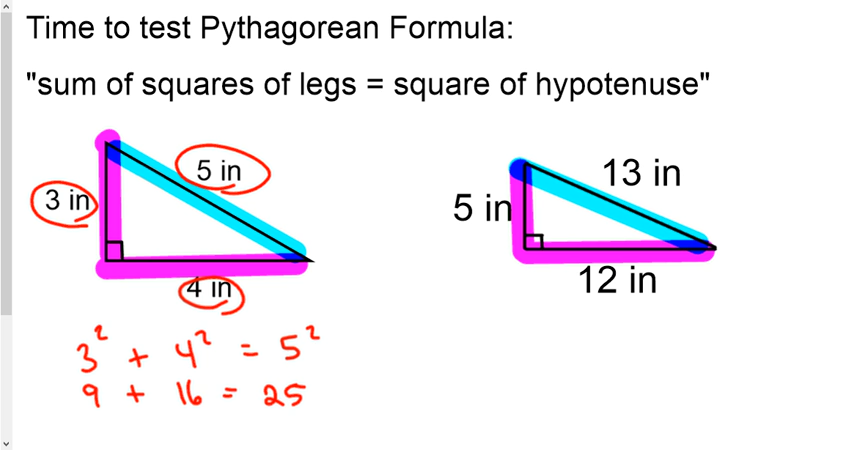 Time to test Pythagorean Formula:
"sum of squares of legs = square of hypotenuse"
5 in
3 in
4 in
13 in
5 in
12 in
3² + 4² = 5²
9 + 16 = 25